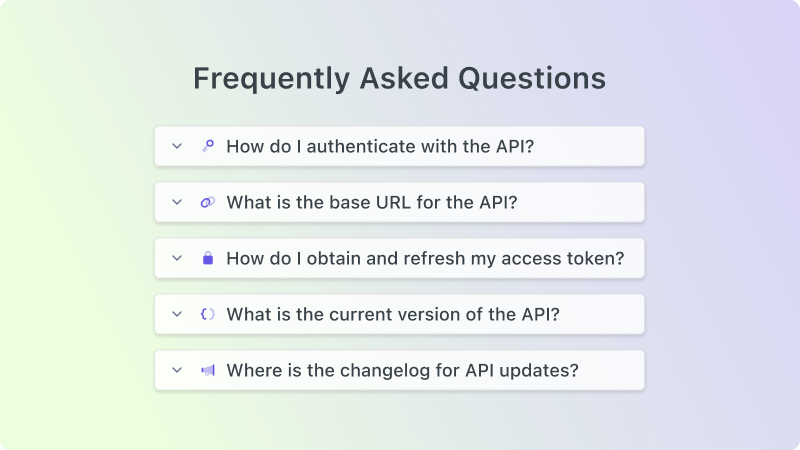 Frequently Asked Questions
How do I authenticate with the API?
What is the base URL for the API?
How do I obtain and refresh my access token?
What is the current version of the API?
Where is the changelog for API updates?